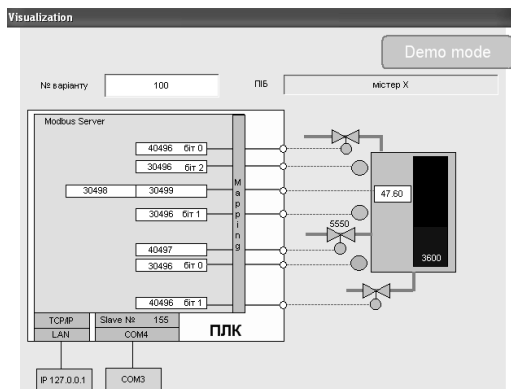 Visualization
Demo mode
№ варіанту 100 ПІБ містер X
Modbus Server
40496 біт 0
30496 біт 2
30498 30499
30496 біт 1
40497
30496 біт 0
40496 біт 1
Mapping
47.60
5550
3600
TCP/IP Slave № 155
LAN COM4
ПЛК
IP 127.0.0.1 COM3